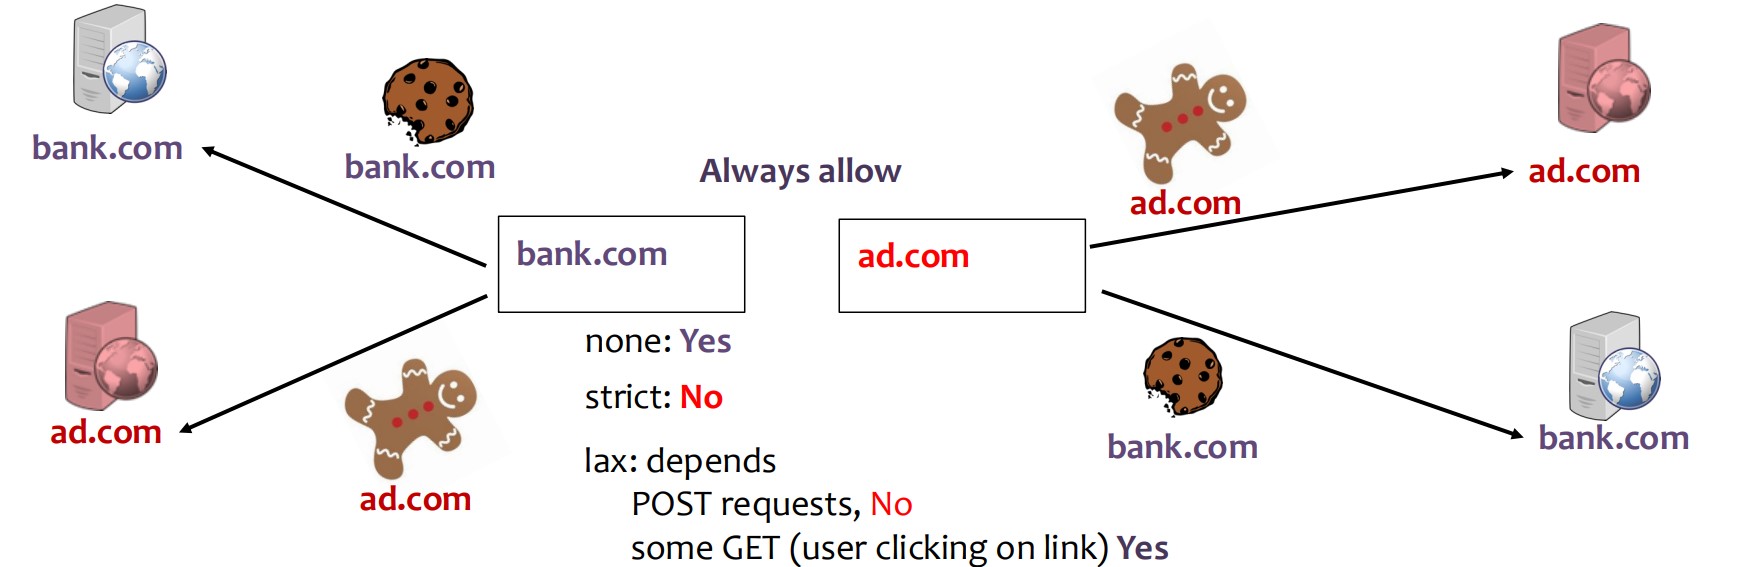 bank.com
bank.com
Always allow
ad.com
ad.com
bank.com
ad.com
none: Yes
strict: No
ad.com
ad.com
bank.com
bank.com
lax: depends
POST requests, No
some GET (user clicking on link) Yes